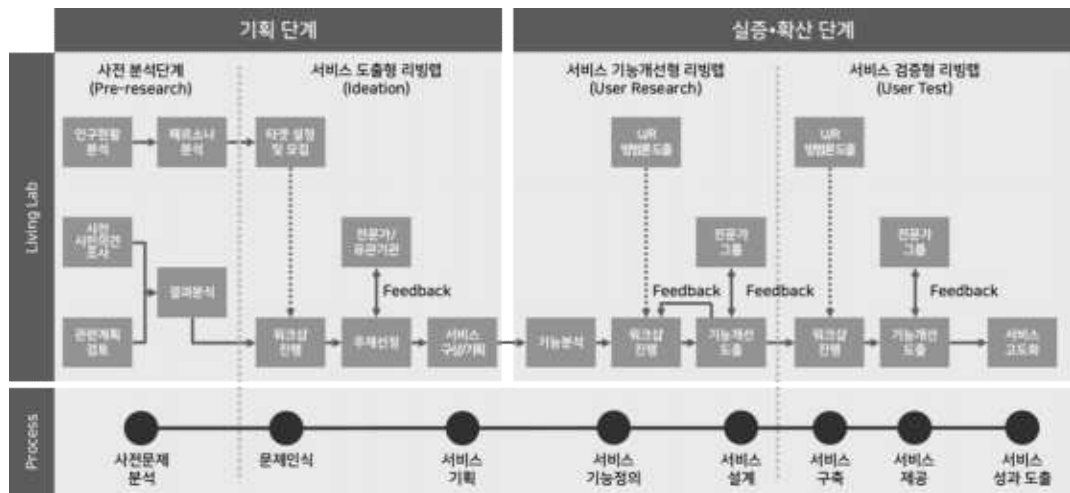 기획 단계
실증•확산 단계
Living Lab
사전 분석단계
(Pre-research)
서비스 도출형 리빙랩
(Ideation)
서비스 기능개선형 리빙랩
(User Research)
서비스 검증형 리빙랩
(User Test)
연구현황
분석
페르소나
분석
타겟 설정
및 모집
U/R
방법론도출
U/R
방법론도출
사전
시민의견
조사
전문가/
유관기관
전문가
그룹
전문가
그룹
결과분석
Feedback
Feedback
Feedback
Feedback
관련계획
검토
워크샵
진행
주제선정
서비스
구상/기획
기능분석
워크샵
진행
기능개선
도출
워크샵
진행
기능개선
도출
서비스
고도화
Process
사전문제
분석
문제인식
서비스
기획
서비스
기능정의
서비스
설계
서비스
구축
서비스
제공
서비스
성과 도출